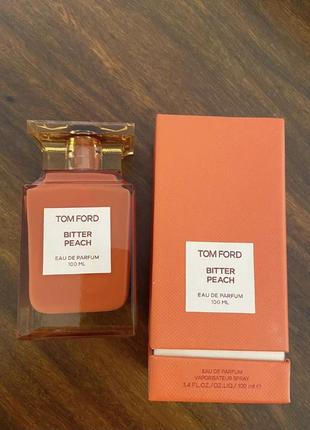 TOM FORD
BITTER
PEACH
EAU DE PARFUM
100 ML
TOM FORD
BITTER
PEACH
EAU DE PARFUM
100 ML
EAU DE PARFUM
VAPORISATEUR SPRAY
3.4 FL.OZ./OZ.LIQ./ 100 ml e